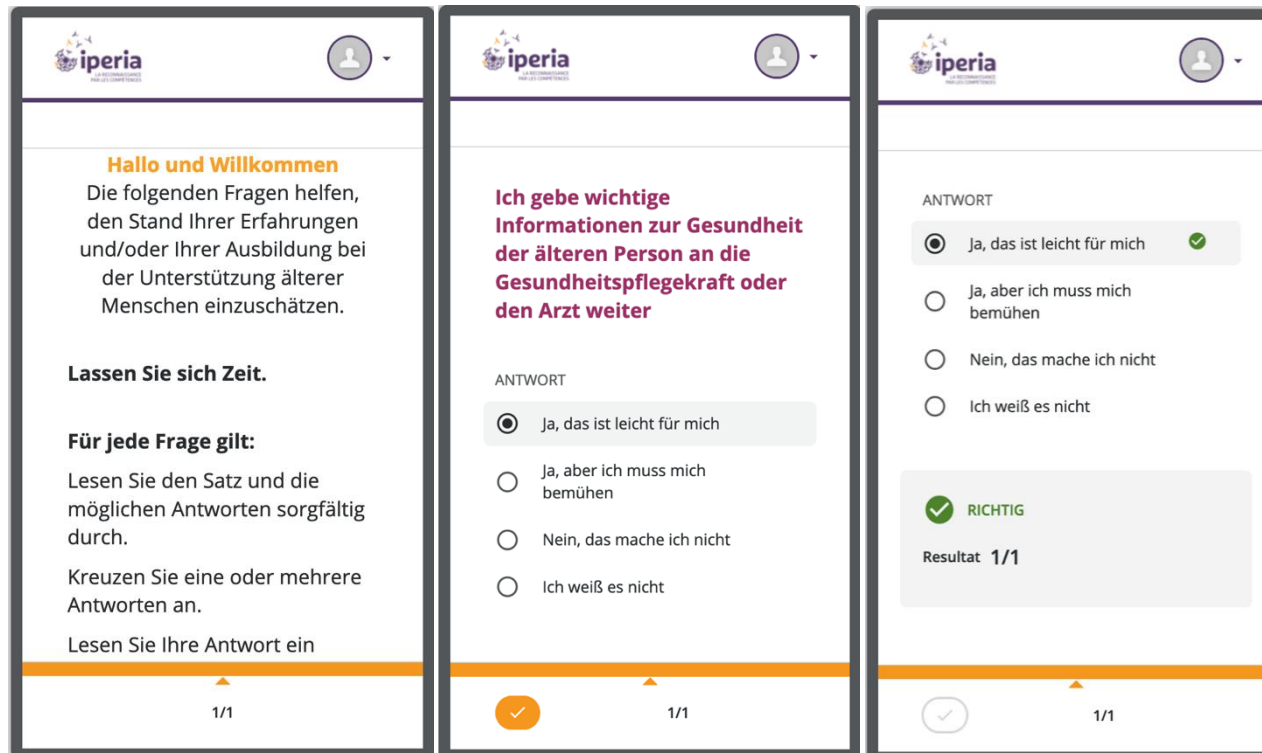 iperia
LA RECONNAISSANCE
PAR LES COMPÉTENCES
Hallo und Willkommen
Die folgenden Fragen helfen,
den Stand Ihrer Erfahrungen
und/oder Ihrer Ausbildung bei
der Unterstützung älterer
Menschen einzuschätzen.
Lassen Sie sich Zeit.
Für jede Frage gilt:
Lesen Sie den Satz und die
möglichen Antworten sorgfältig
durch.
Kreuzen Sie eine oder mehrere
Antworten an.
Lesen Sie Ihre Antwort ein
1/1
iperia
LA RECONNAISSANCE
PAR LES COMPÉTENCES
Ich gebe wichtige
Informationen zur Gesundheit
der älteren Person an die
Gesundheitspflegekraft oder
den Arzt weiter
ANTWORT
Ja, das ist leicht für mich
Ja, aber ich muss mich
bemühen
Nein, das mache ich nicht
Ich weiß es nicht
1/1
iperia
LA RECONNAISSANCE
PAR LES COMPÉTENCES
ANTWORT
Ja, das ist leicht für mich
Ja, aber ich muss mich
bemühen
Nein, das mache ich nicht
Ich weiß es nicht
RICHTIG
Resultat 1/1
1/1